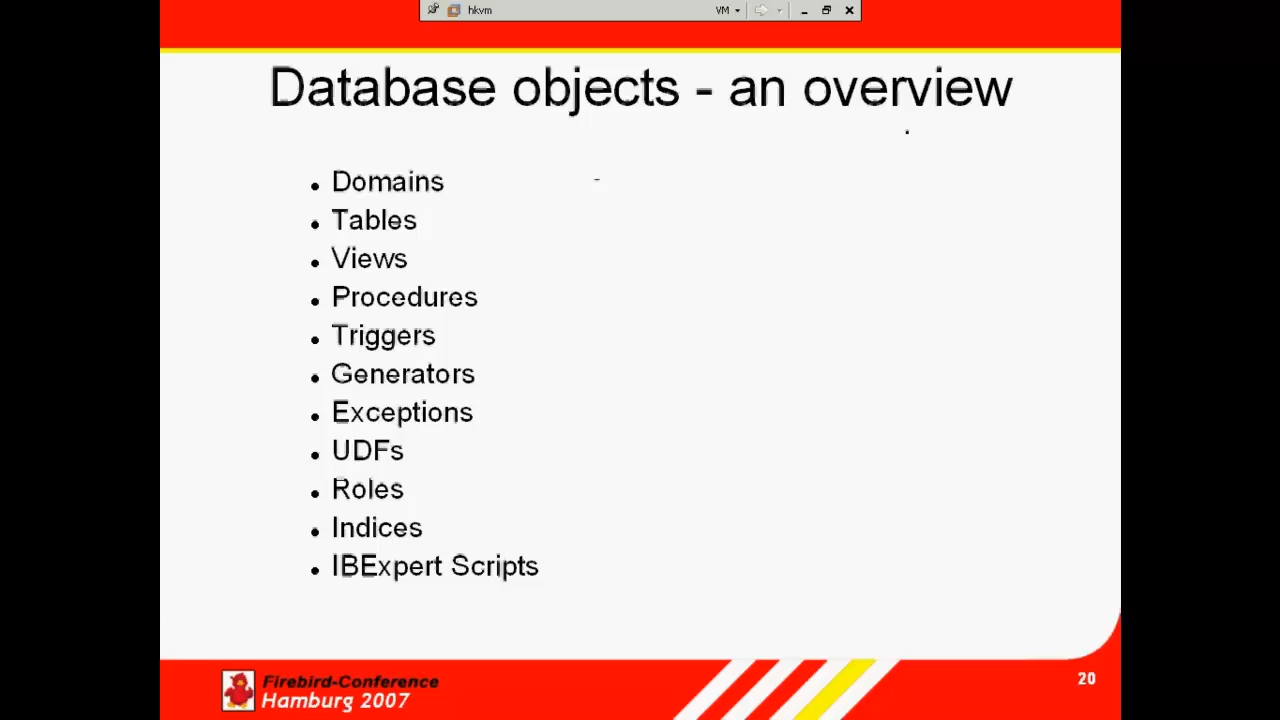 hkvm VM
Database objects - an overview
• Domains
• Tables
• Views
• Procedures
• Triggers
• Generators
• Exceptions
• UDFs
• Roles
• Indices
• IBExpert Scripts
Firebird-Conference
Hamburg 2007
20